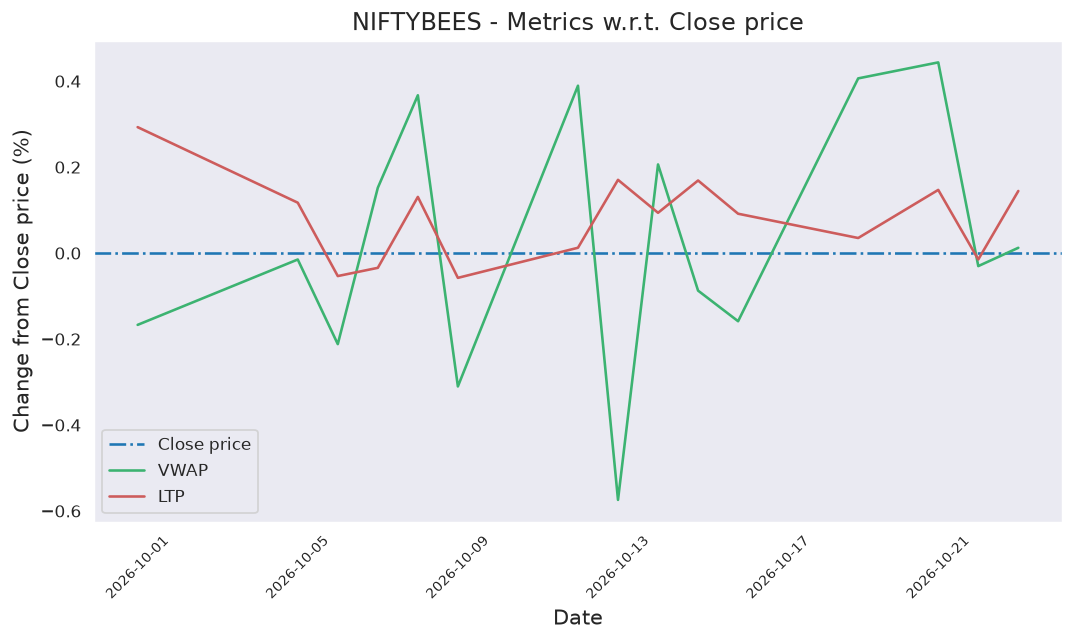 NIFTYBEES - Metrics w.r.t. Close price
Change from Close price (%)
0.4
0.2
0.0
−0.2
−0.4
−0.6
Close price
VWAP
LTP
2026-10-01
2026-10-05
2026-10-09
2026-10-13
2026-10-17
2026-10-21
Date